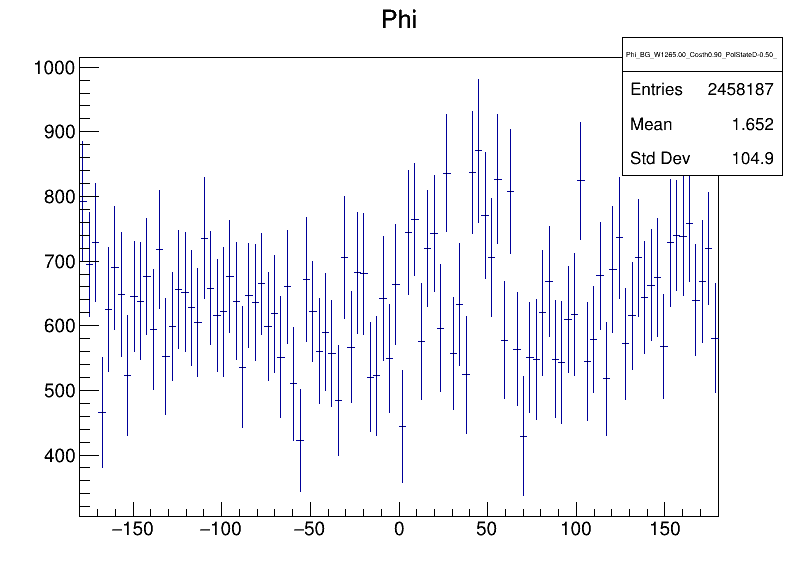 Phi
Phi_BG_W1265.00_Costh0.90_PolStateD-0.50_
Entries 2458187
Mean 1.652
Std Dev 104.9
1000
900
800
700
600
500
400
−150 −100 −50 0 50 100 150